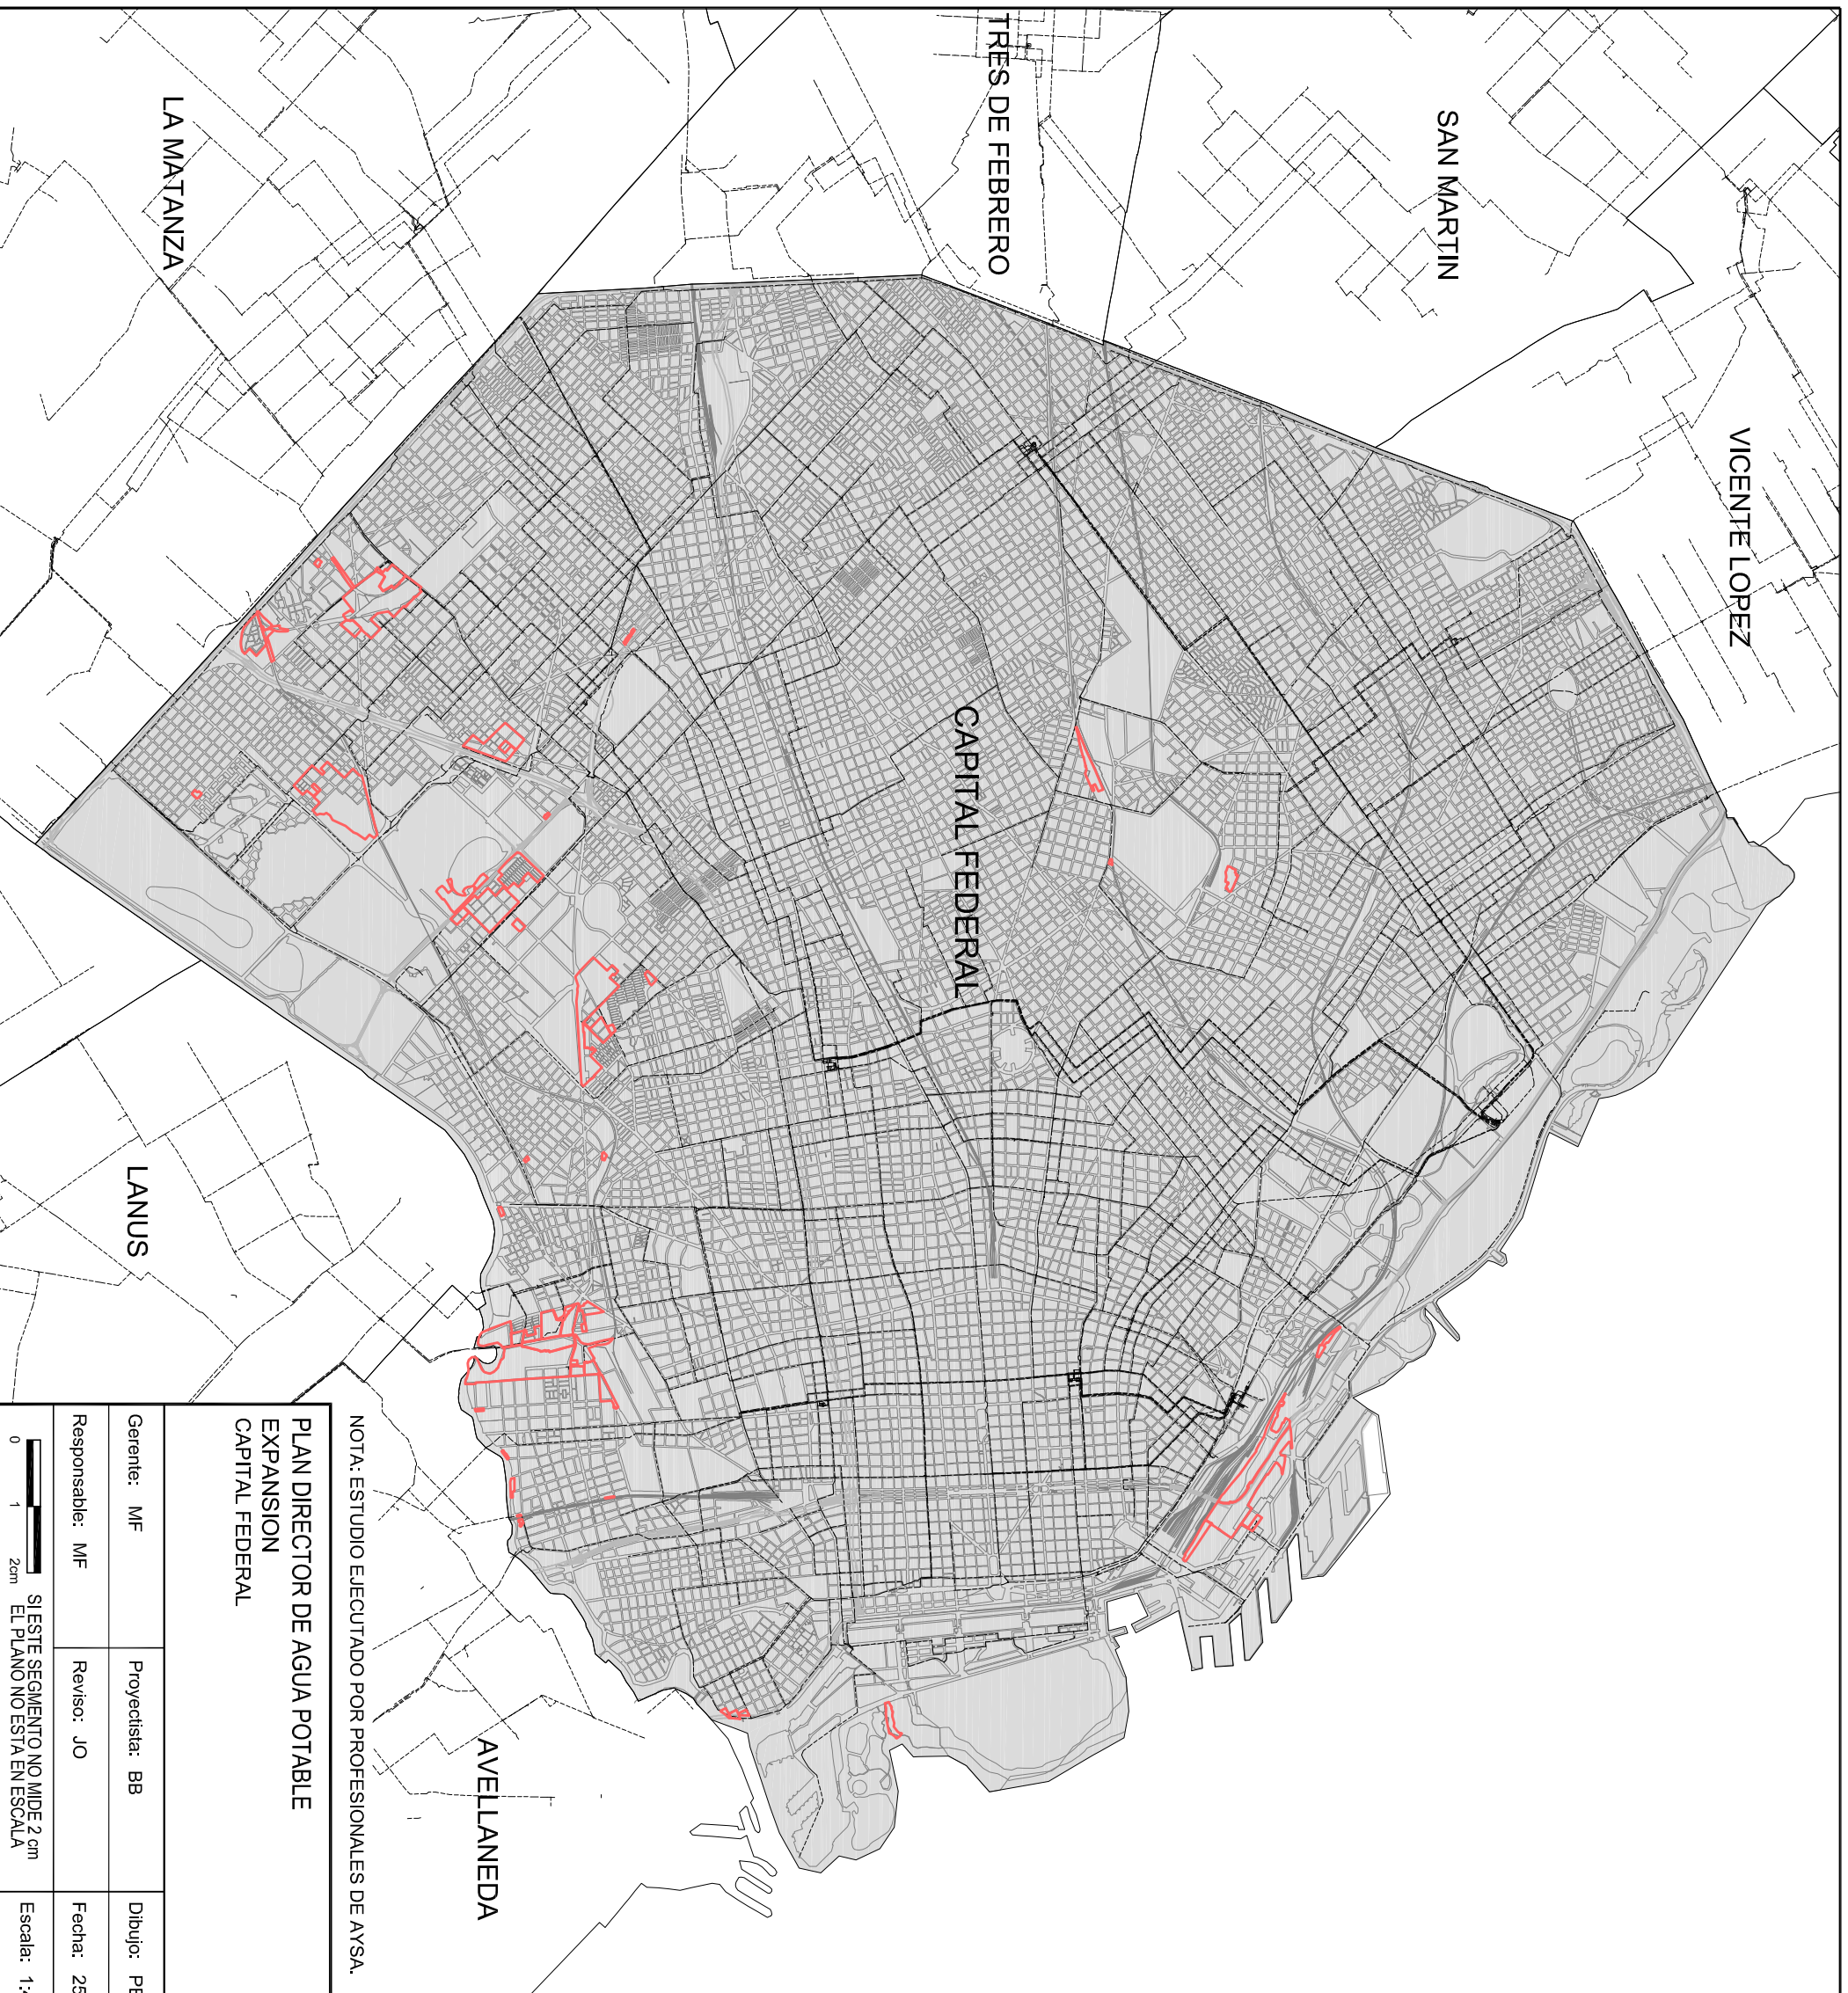 VICENTE LOPEZ
SAN MARTIN
TRES DE FEBRERO
CAPITAL FEDERAL
LA MATANZA
LANUS
AVELLANEDA
NOTA: ESTUDIO EJECUTADO POR PROFESIONALES DE AYSA.
PLAN DIRECTOR DE AGUA POTABLE
EXPANSION
CAPITAL FEDERAL
Gerente: MF
Proyectista: BB
Dibujo:
Responsable: MF
Reviso: JO
Fecha: 25
0 1 2cm
SI ESTE SEGMENTO NO MIDE 2 cm
EL PLANO NO ESTA EN ESCALA
Escala: 1: